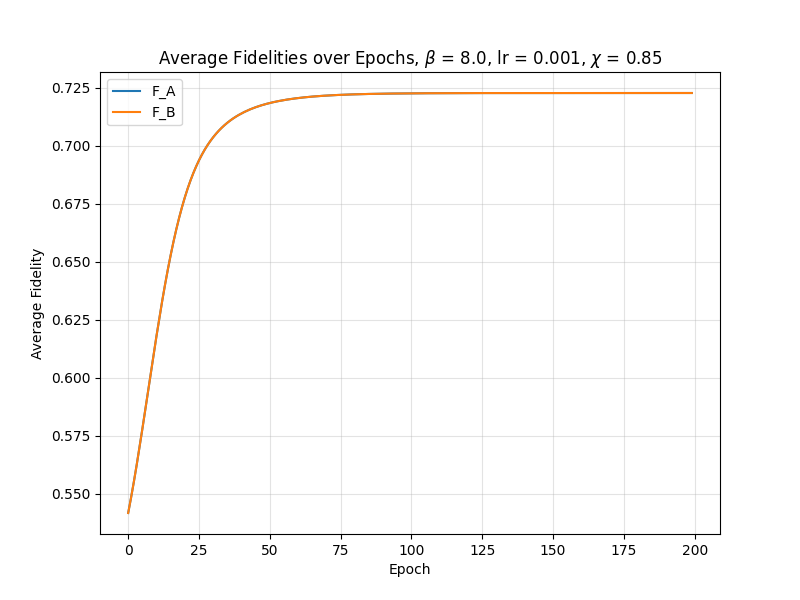 Average Fidelities over Epochs, β = 8.0, lr = 0.001, χ = 0.85
F_A
F_B
0.725
0.700
0.675
0.650
0.625
0.600
0.575
0.550
Average Fidelity
0 25 50 75 100 125 150 175 200
Epoch